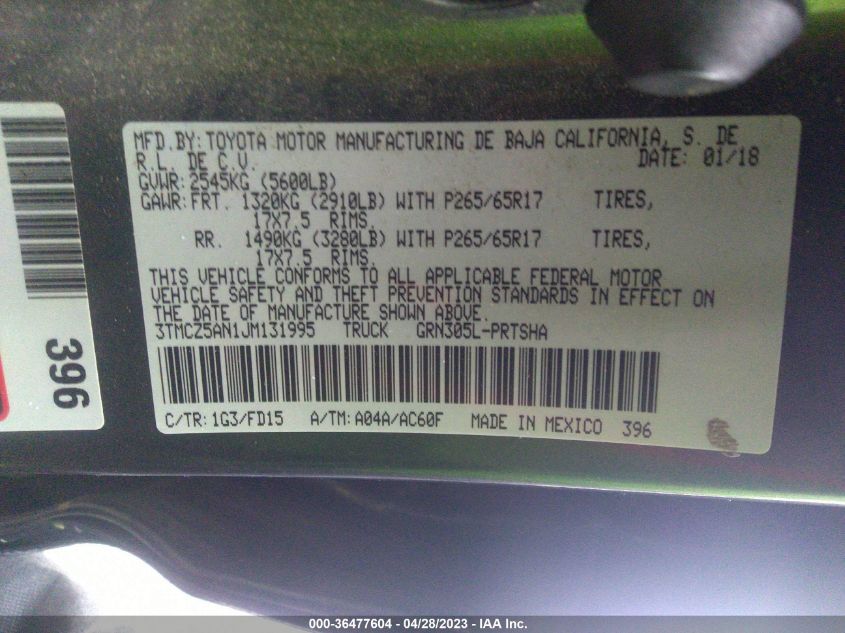 MFD.BY:TOYOTA MOTOR MANUFACTURING DE BAJA CALIFORNIA, S. DE
R.L. DE C.V. DATE: 01/18
GVWR: 2545KG (5600LB)
GAWR: FRT. 1320KG (2910LB) WITH P265/65R17 TIRES,
17X7.5 RIMS.
RR. 1490KG (3280LB) WITH P265/65R17 TIRES,
17X7.5 RIMS.
THIS VEHICLE CONFORMS TO ALL APPLICABLE FEDERAL MOTOR
VEHICLE SAFETY AND THEFT PREVENTION STANDARDS IN EFFECT ON
THE DATE OF MANUFACTURE SHOWN ABOVE.
3TMCZ5AN1JM131995 TRUCK GRN305L-PRTSHA
C/TR: 1G3/FD15 A/TM: A04A/AC60F MADE IN MEXICO 396
396
000-36477604 - 04/28/2023 - IAA Inc.